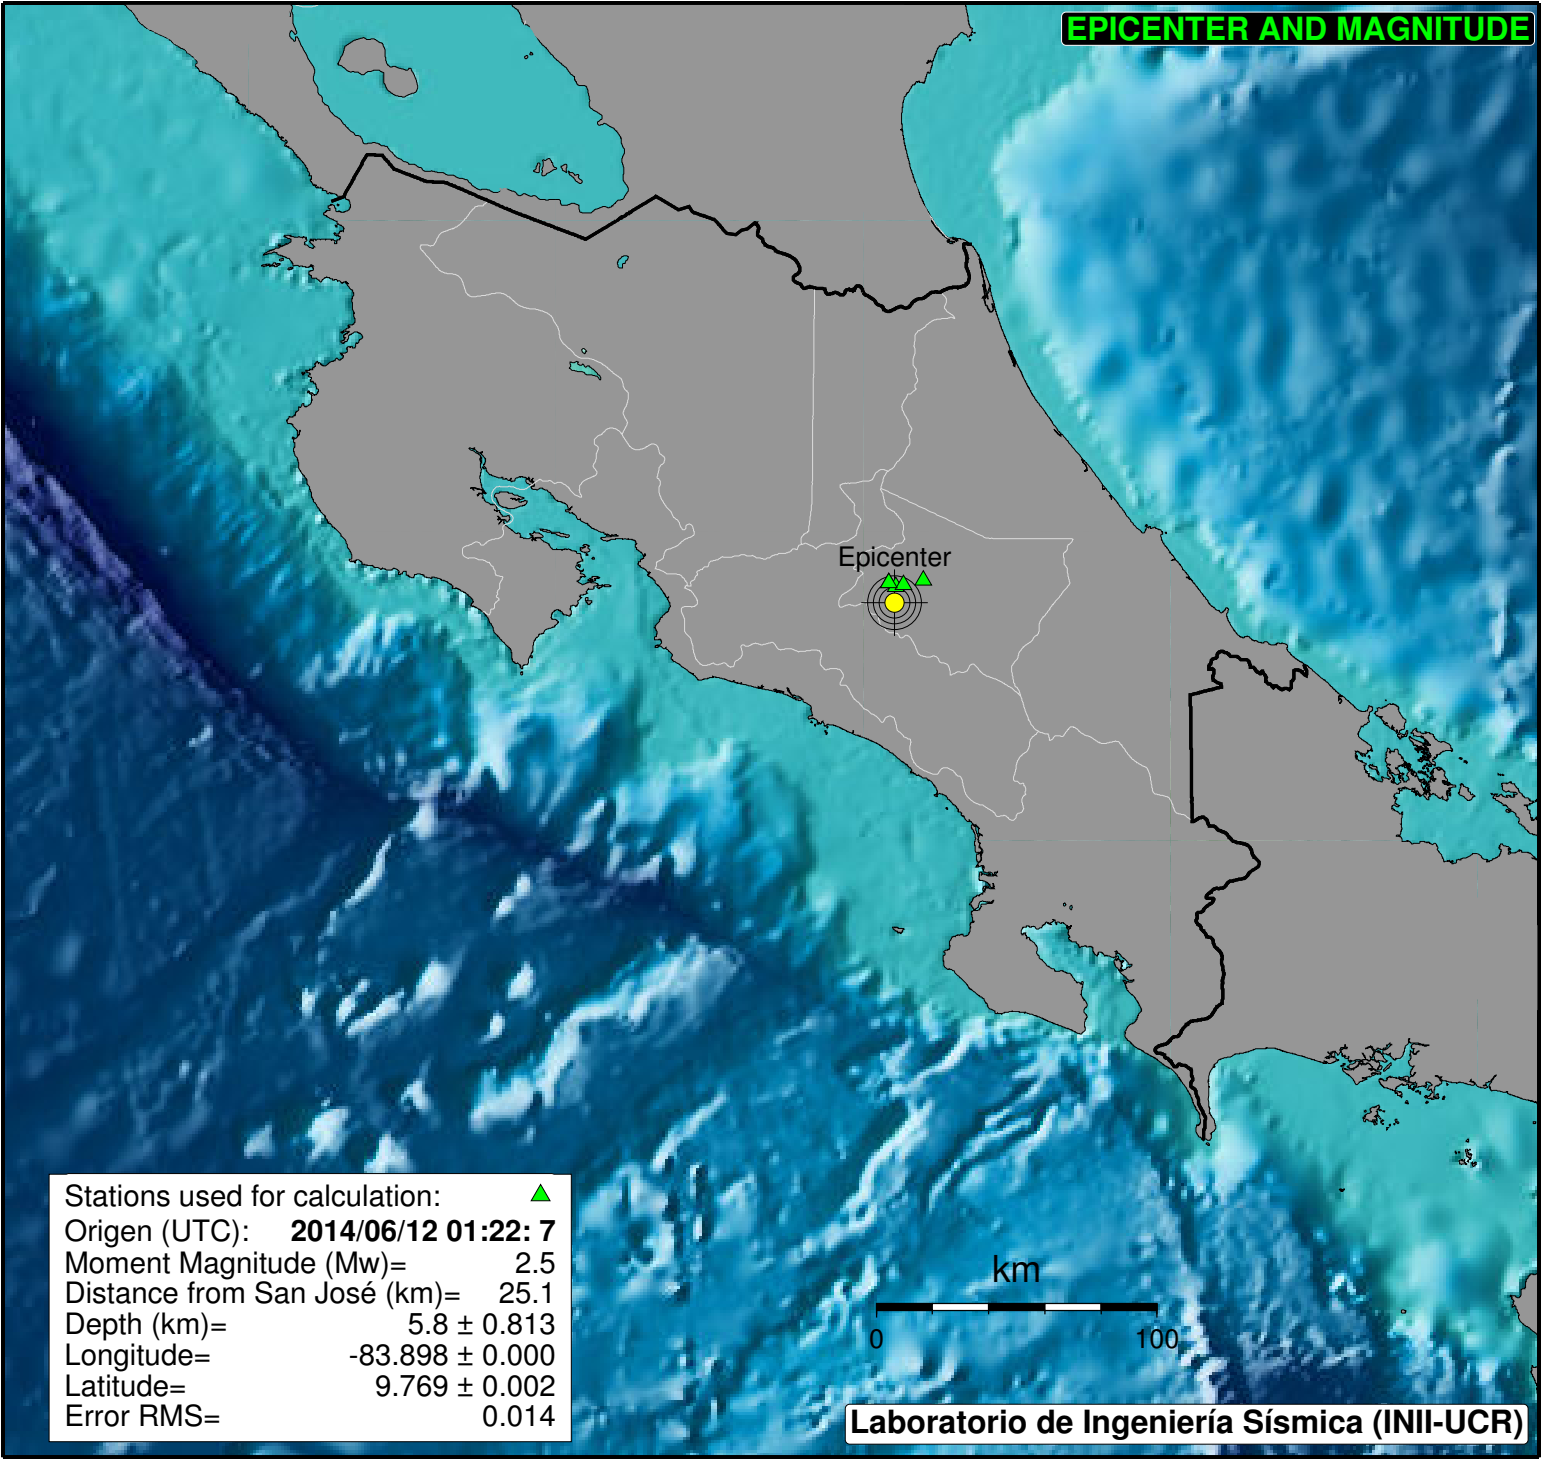 EPICENTER AND MAGNITUDE
Epicenter
Stations used for calculation:
Origen (UTC): 2014/06/12 01:22: 7
Moment Magnitude (Mw)= 2.5
Distance from San José (km)= 25.1
Depth (km)= 5.8 ± 0.813
Longitude= -83.898 ± 0.000
Latitude= 9.769 ± 0.002
Error RMS= 0.014
km
0 100
Laboratorio de Ingeniería Sísmica (INII-UCR)